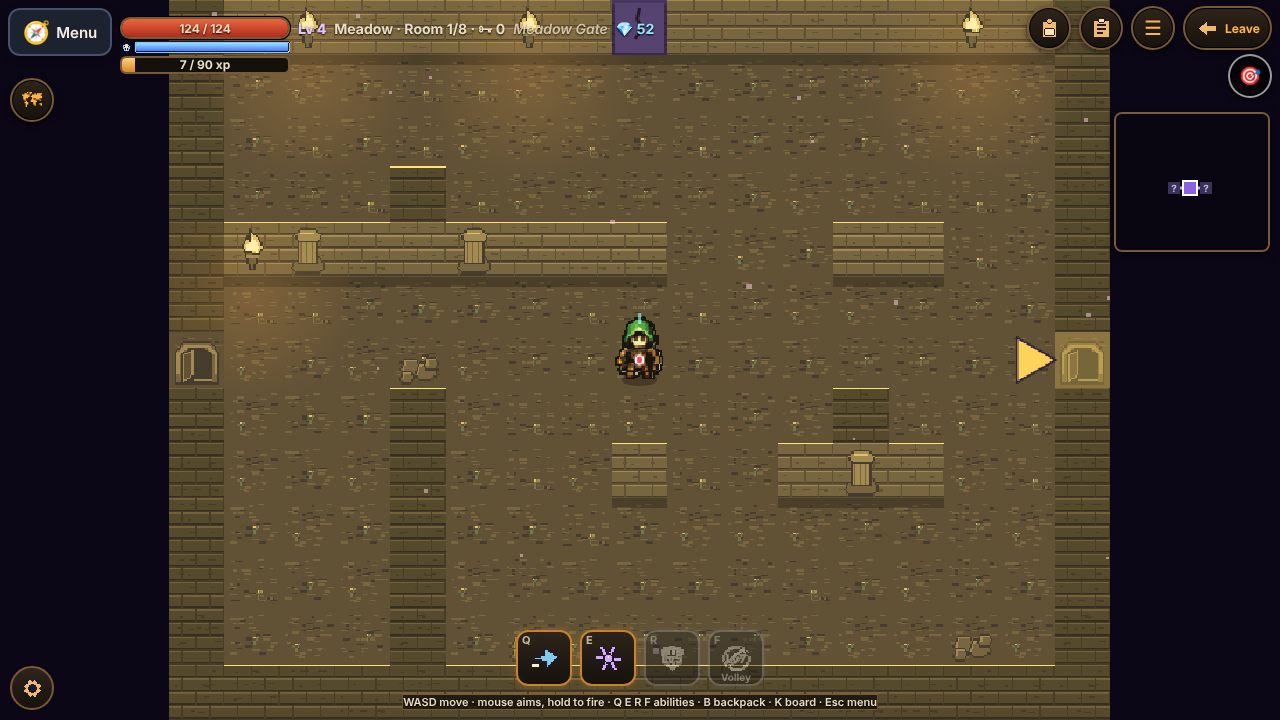 Menu
124 / 124
Lv 4 Meadow · Room 1/8 · 0 Meadow Gate
52
Leave
7 / 90 xp
? ?
Q E R F
Volley
WASD move · mouse aims, hold to fire · Q E R F abilities · B backpack · K board · Esc menu